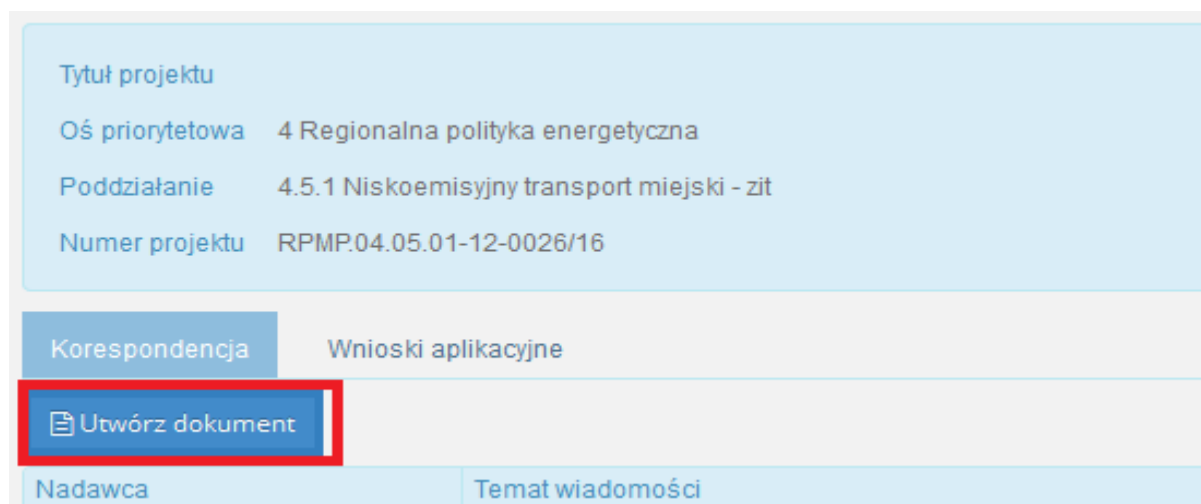 Tytuł projektu
Oś priorytetowa 4 Regionalna polityka energetyczna
Poddziałanie 4.5.1 Niskoemisyjny transport miejski - zit
Numer projektu RPMP.04.05.01-12-0026/16
Korespondencja Wnioski aplikacyjne
Utwórz dokument
Nadawca Temat wiadomości